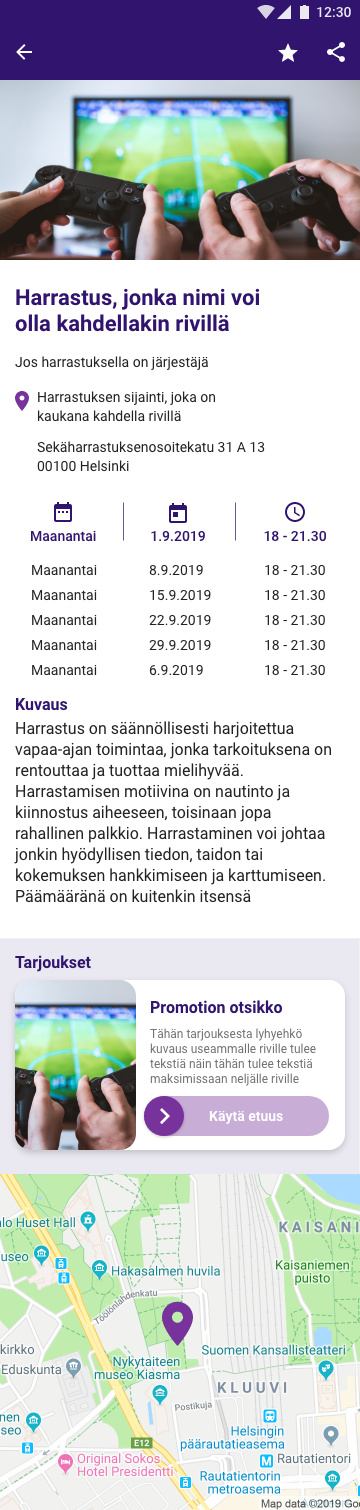 12:30
Harrastus, jonka nimi voi
olla kahdellakin rivillä
Jos harrastuksella on järjestäjä
Harrastuksen sijainti, joka on
kaukana kahdella rivillä
Sekäharrastuksenosoitekatu 31 A 13
00100 Helsinki
Maanantai 1.9.2019 18 - 21.30
Maanantai 8.9.2019 18 - 21.30
Maanantai 15.9.2019 18 - 21.30
Maanantai 22.9.2019 18 - 21.30
Maanantai 29.9.2019 18 - 21.30
Maanantai 6.9.2019 18 - 21.30
Kuvaus
Harrastus on säännöllisesti harjoitettua
vapaa-ajan toimintaa, jonka tarkoituksena on
rentouttaa ja tuottaa mielihyvää.
Harrastamisen motiivina on nautinto ja
kiinnostus aiheeseen, toisinaan jopa
rahallinen palkkio. Harrastaminen voi johtaa
jonkin hyödyllisen tiedon, taidon tai
kokemuksen hankkimiseen ja karttumiseen.
Päämääränä on kuitenkin itsensä
Tarjoukset
Promotion otsikko
Tähän tarjouksesta lyhyehkö
kuvaus useammalle riville tulee
tekstiä näin tähän tulee tekstiä
maksimissaan neljälle riville
Käytä etuus
lo Huset Hall
KAISANI
useo
Hakasalmen huvila
Kaisaniemen
puisto
Töölönlahdenkatu
kirkko
Eduskunta
Suomen Kansallisteatteri
Nykytaiteen
museo Kiasma
KLUUVI
Postikuja
nen
seo
Helsingin
päärautatieasema
E12
Original Sokos
Hotel Presidentti
Rautatientori
Rautatientorin
metroasema
Map data ©2019 Go